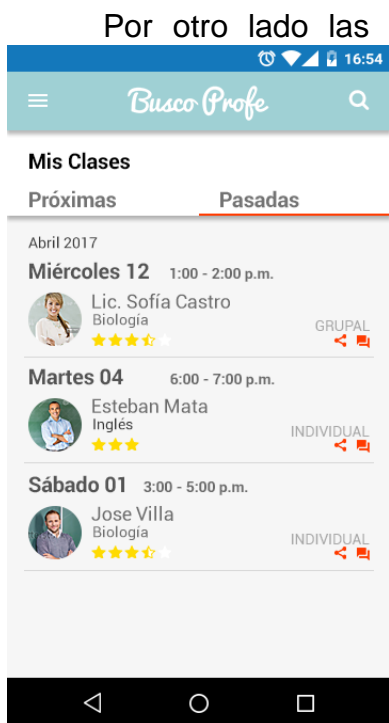 Por otro lado las
16:54
Busco Profe
Mis Clases
Próximas Pasadas
Abril 2017
Miércoles 12 1:00 - 2:00 p.m.
Lic. Sofía Castro
Biología
GRUPAL
Martes 04 6:00 - 7:00 p.m.
Esteban Mata
Inglés
INDIVIDUAL
Sábado 01 3:00 - 5:00 p.m.
Jose Villa
Biología
INDIVIDUAL